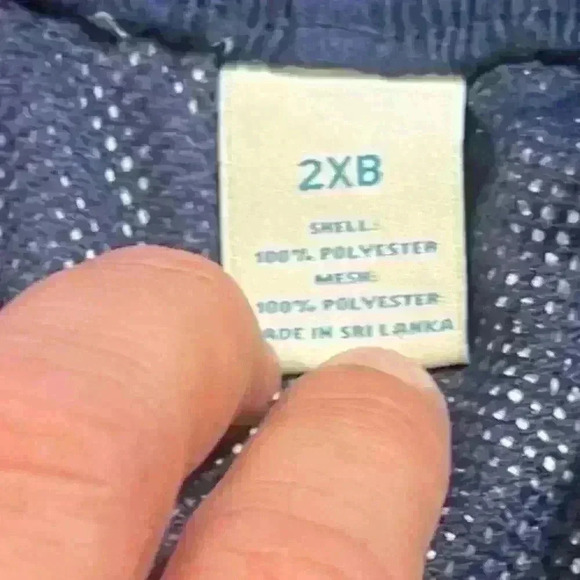 2XB
SHELL:
100% POLYESTER
MESH:
100% POLYESTER
ADE IN SRI LANKA